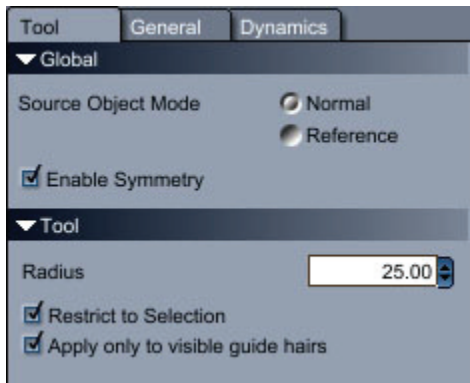 Tool General Dynamics
Global
Source Object Mode Normal
Reference
Enable Symmetry
Tool
Radius 25.00
Restrict to Selection
Apply only to visible guide hairs